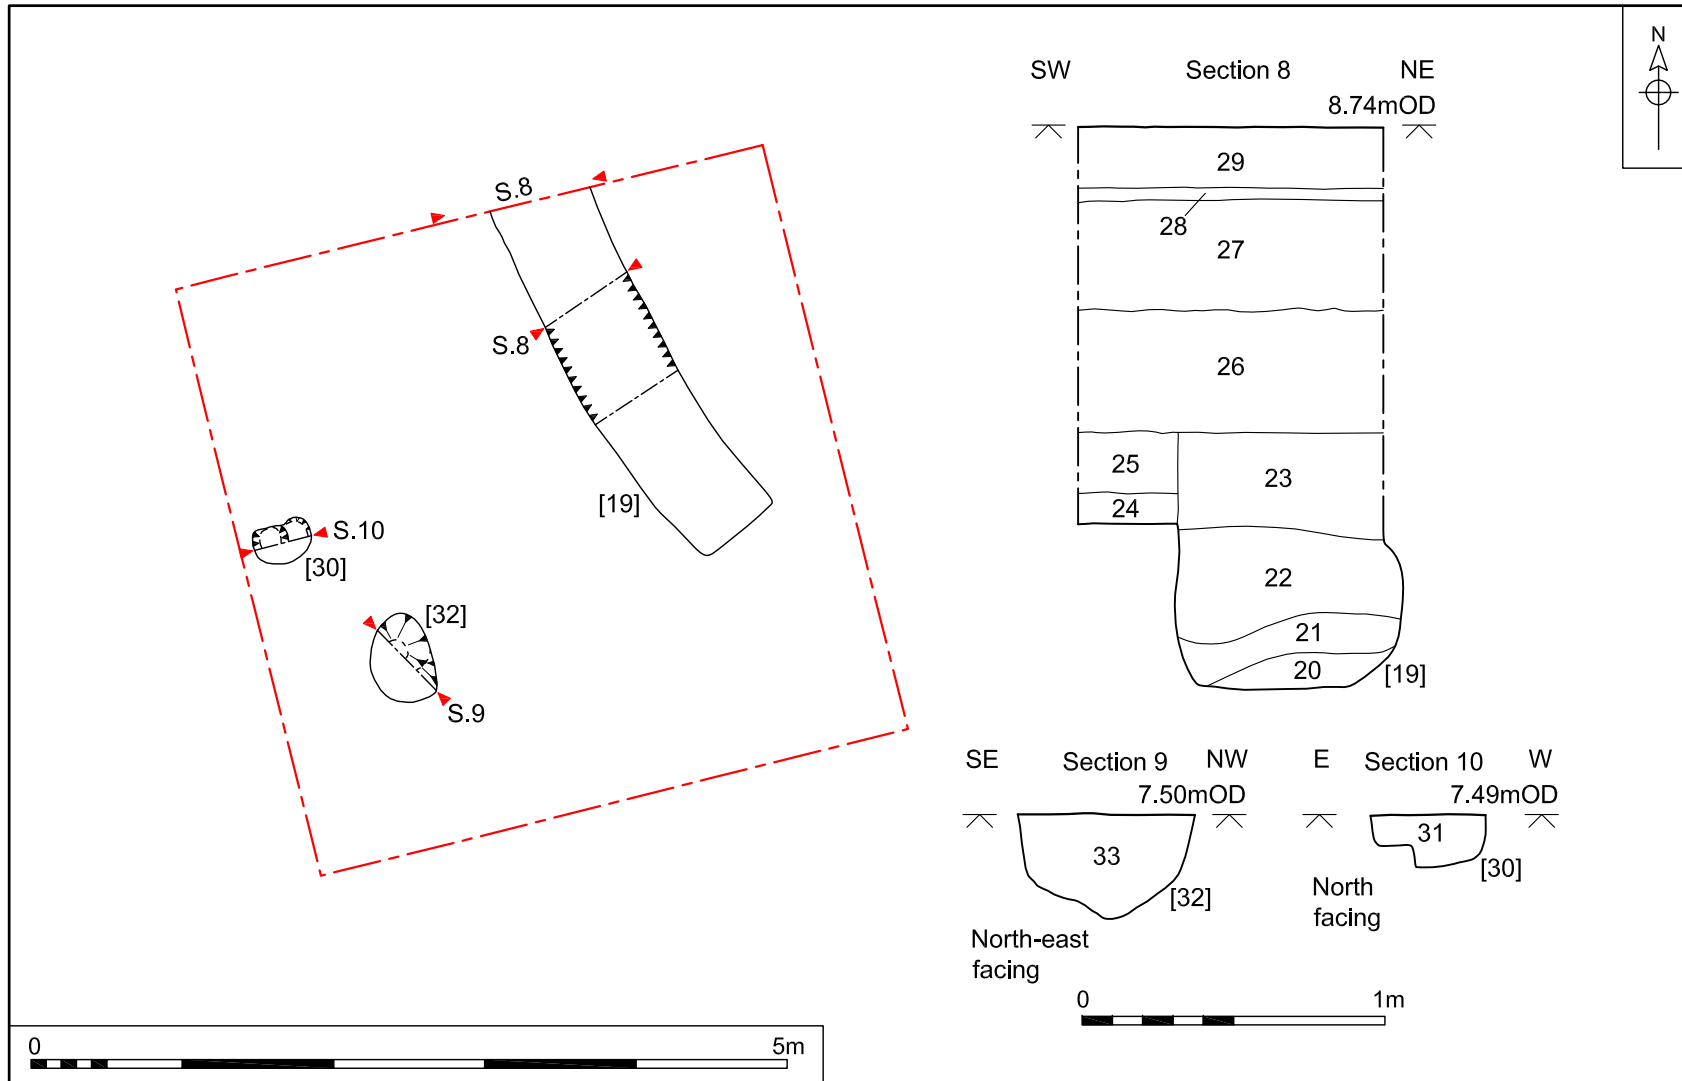 N
SW Section 8 NE
8.74mOD
29
28
27
26
25
23
24
22
21
20
[19]
S.8
S.8
[19]
S.10
[30]
[32]
S.9
SE Section 9 NW
7.50mOD
33
[32]
North-east
facing
E Section 10 W
7.49mOD
31
[30]
North
facing
0 1m
0 5m